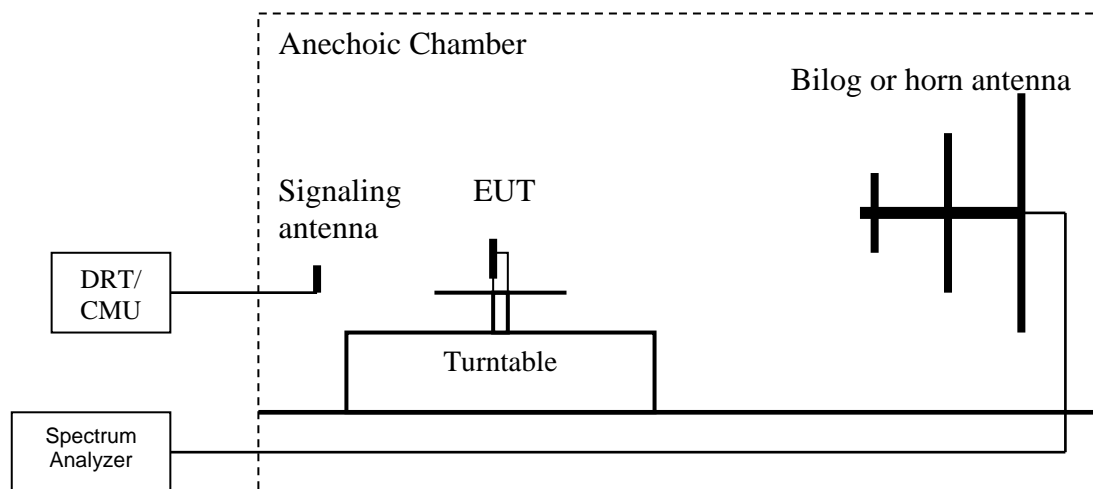 Anechoic Chamber
Bilog or horn antenna
Signaling
antenna
EUT
DRT/
CMU
Turntable
Spectrum
Analyzer